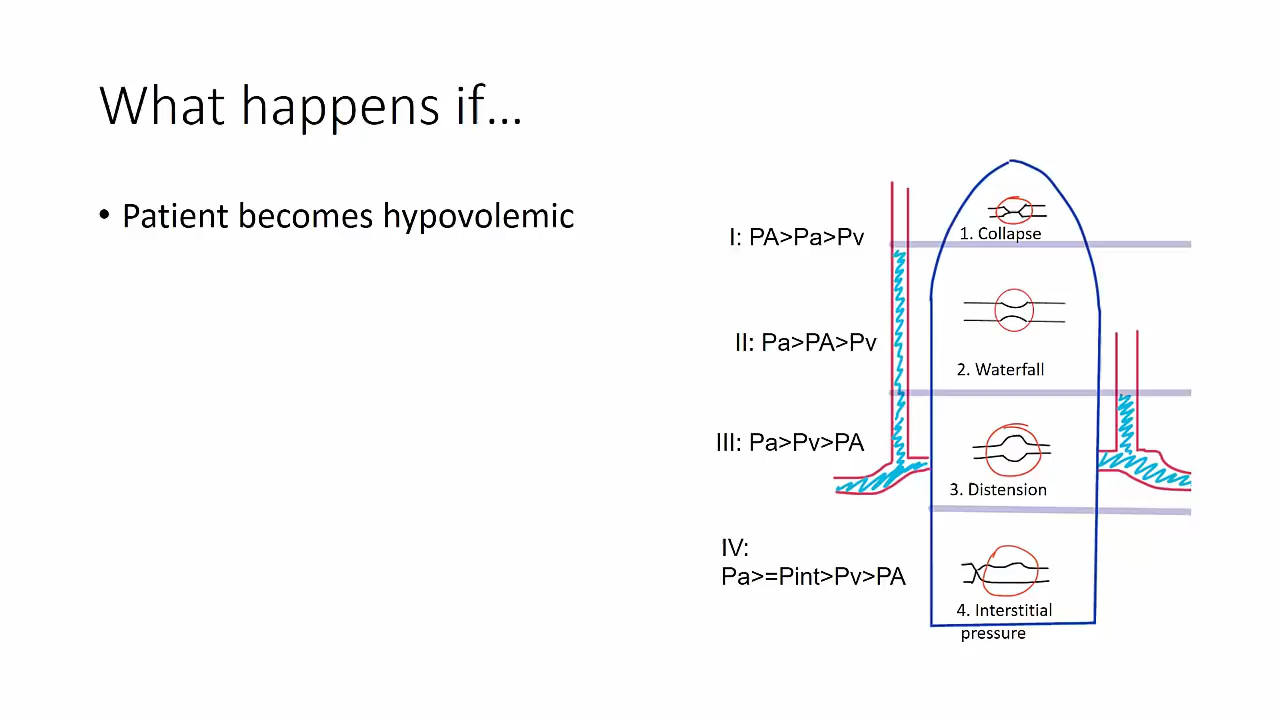 What happens if...
• Patient becomes hypovolemic
I: PA>Pa>Pv
1. Collapse
II: Pa>PA>Pv
2. Waterfall
III: Pa>Pv>PA
3. Distension
IV:
Pa>=Pint>Pv>PA
4. Interstitial
pressure